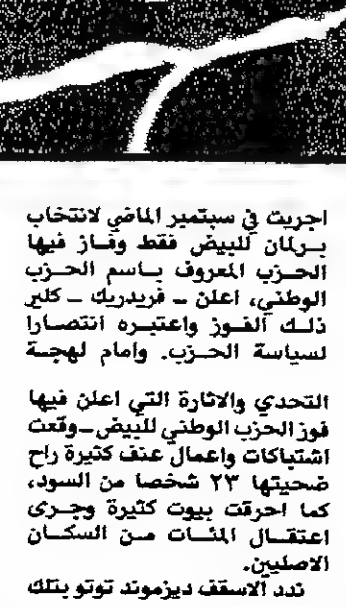 اجريت في سبتمبر الماضي لانتخاب
برلمان للبيض فقط وفاز فيها
الحزب المعروف باسم الحزب
الوطني، اعلن ـ فريدريك ـ كلير
ذلك الفوز واعتبره انتصارا
لسياسة الحزب. وامام لهجة
التحدي والاثارة التي اعلن فيها
فوز الحزب الوطني للبيض ـ وقعت
اشتباكات واعمال عنف كثيرة راح
ضحيتها ٢٣ شخصا من السود،
كما احرقت بيوت كثيرة وجرى
اعتقال المئات من السكان
الاصليين.
ندد الاسقف ديزموند توتو بتلك